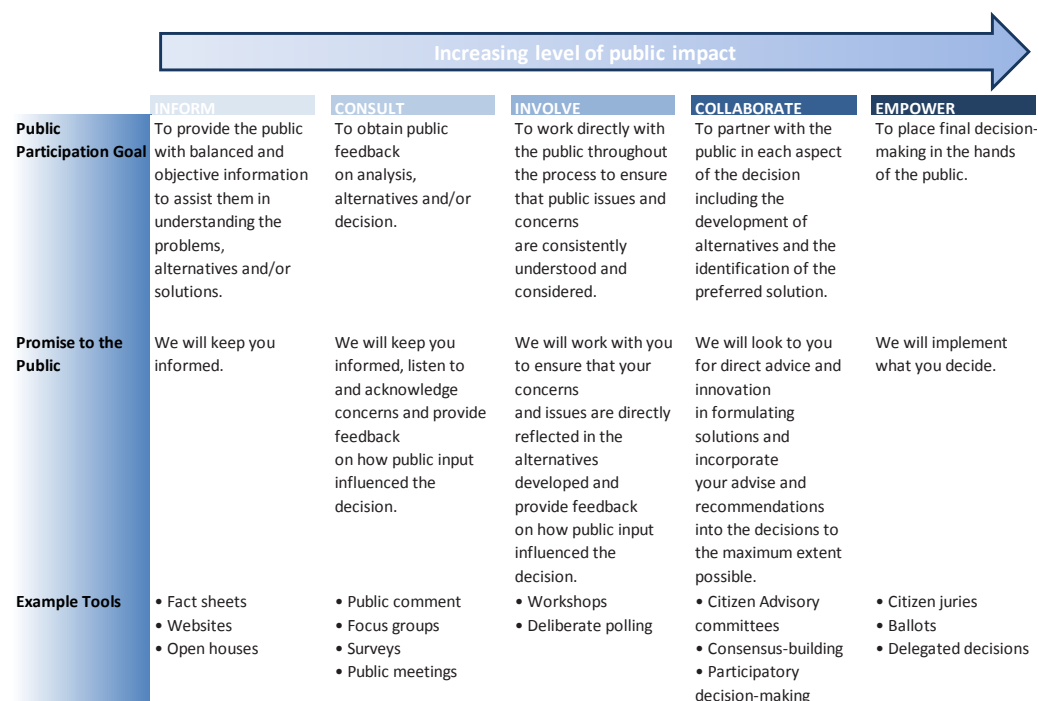 Increasing level of public impact
INFORM
CONSULT
INVOLVE
COLLABORATE
EMPOWER
Public
Participation Goal
To provide the public
with balanced and
objective information
to assist them in
understanding the
problems,
alternatives and/or
solutions.
To obtain public
feedback
on analysis,
alternatives and/or
decision.
To work directly with
the public throughout
the process to ensure
that public issues and
concerns
are consistently
understood and
considered.
To partner with the
public in each aspect
of the decision
including the
development of
alternatives and the
identification of the
preferred solution.
To place final decision-
making in the hands
of the public.
Promise to the
Public
We will keep you
informed.
We will keep you
informed, listen to
and acknowledge
concerns and provide
feedback
on how public input
influenced the
decision.
We will work with you
to ensure that your
concerns
and issues are directly
reflected in the
alternatives
developed and
provide feedback
on how public input
influenced the
decision.
We will look to you
for direct advice and
innovation
in formulating
solutions and
incorporate
your advise and
recommendations
into the decisions to
the maximum extent
possible.
We will implement
what you decide.
Example Tools
• Fact sheets
• Websites
• Open houses
• Public comment
• Focus groups
• Surveys
• Public meetings
• Workshops
• Deliberate polling
• Citizen Advisory
committees
• Consensus-building
• Participatory
decision-making
• Citizen juries
• Ballots
• Delegated decisions